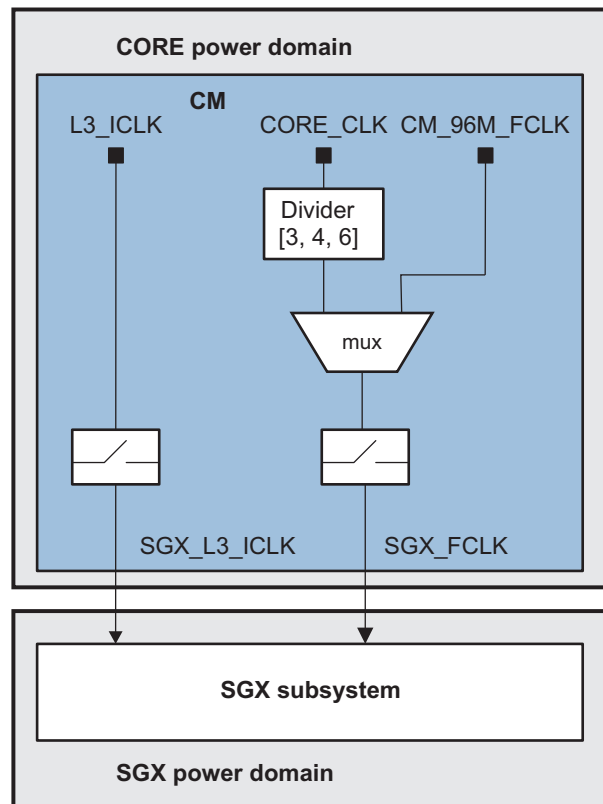 CORE power domain
CM
L3_ICLK CORE_CLK CM_96M_FCLK
Divider
[3, 4, 6]
mux
SGX_L3_ICLK SGX_FCLK
SGX subsystem
SGX power domain